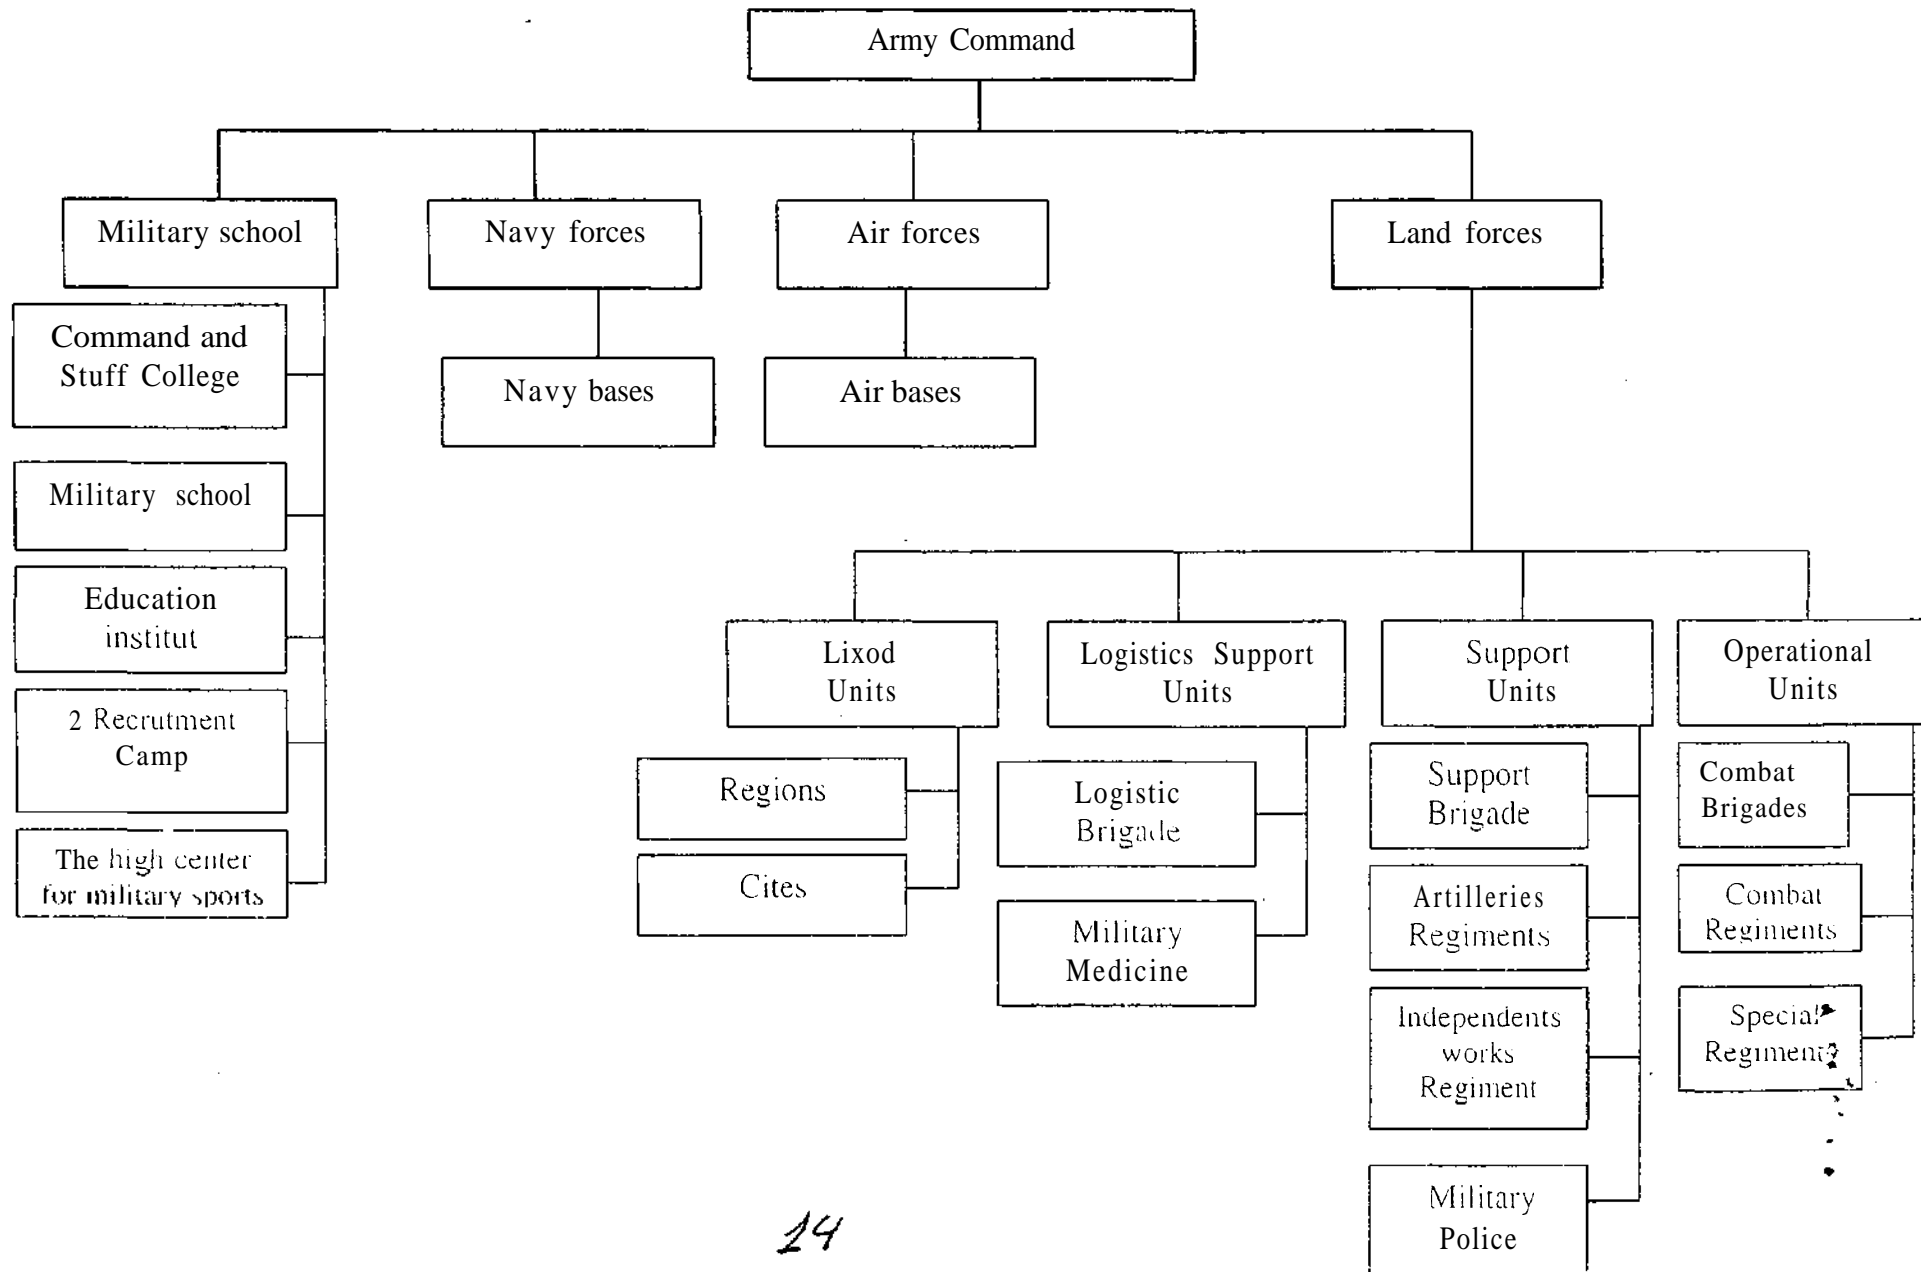 Army Command
Military school
Navy forces
Air forces
Land forces
Command and
Stuff College
Navy bases
Air bases
Military school
Education
institut
2 Recrutment
Camp
The high center
for military sports
Lixod
Units
Logistics Support
Units
Support
Units
Operational
Units
Regions
Cites
Logistic
Brigade
Military
Medicine
Support
Brigade
Artilleries
Regiments
Independents
works
Regiment
Military
Police
Combat
Brigades
Combat
Regiments
Special
Regiments
14